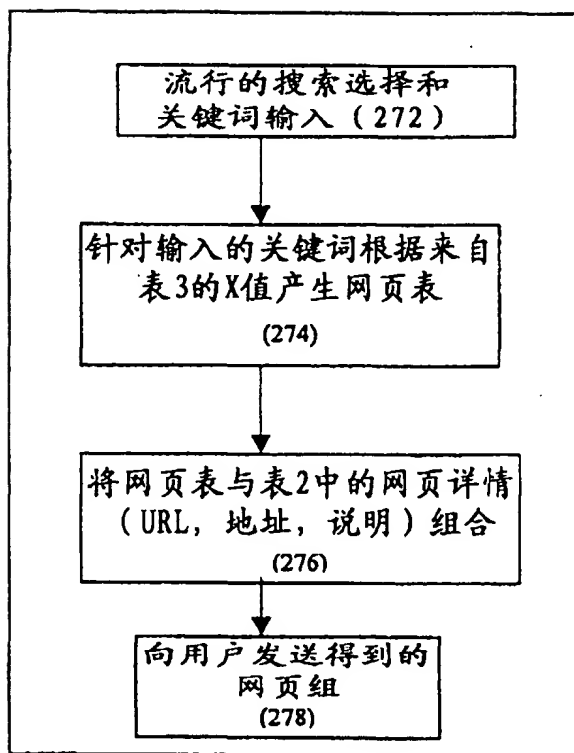 流行的搜索选择和
关键词输入（272）
针对输入的关键词根据来自
表3的X值产生网页表
(274)
将网页表与表2中的网页详情
（URL，地址，说明）组合
(276)
向用户发送得到的
网页组
(278)